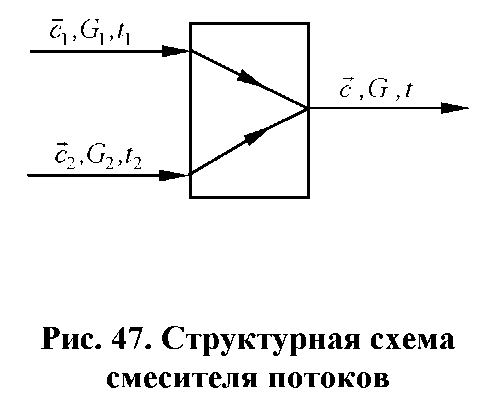 c̄₁,G₁,t₁
c⃗,G,t
c⃗₂,G₂,t₂
Рис. 47. Структурная схема
смесителя потоков